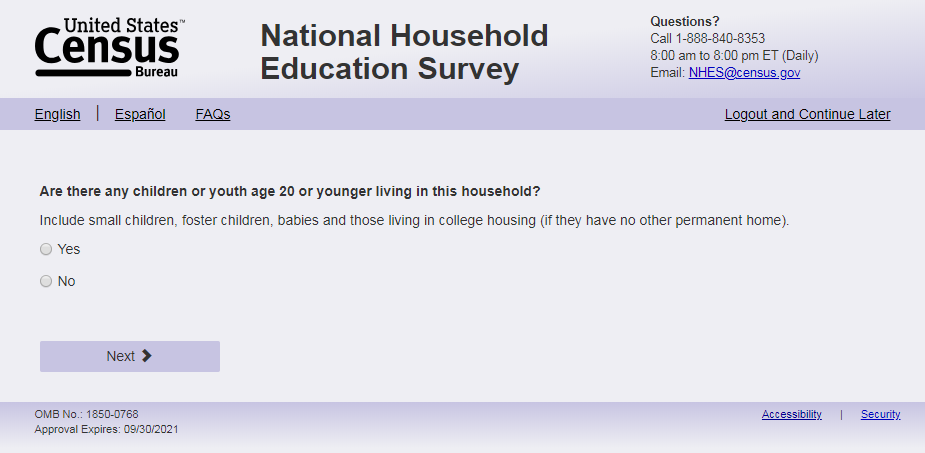 United States™
Census
Bureau
National Household
Education Survey
Questions?
Call 1-888-840-8353
8:00 am to 8:00 pm ET (Daily)
Email: NHES@census.gov
English | Español FAQs Logout and Continue Later
Are there any children or youth age 20 or younger living in this household?
Include small children, foster children, babies and those living in college housing (if they have no other permanent home).
Yes
No
Next
OMB No.: 1850-0768
Approval Expires: 09/30/2021
Accessibility | Security